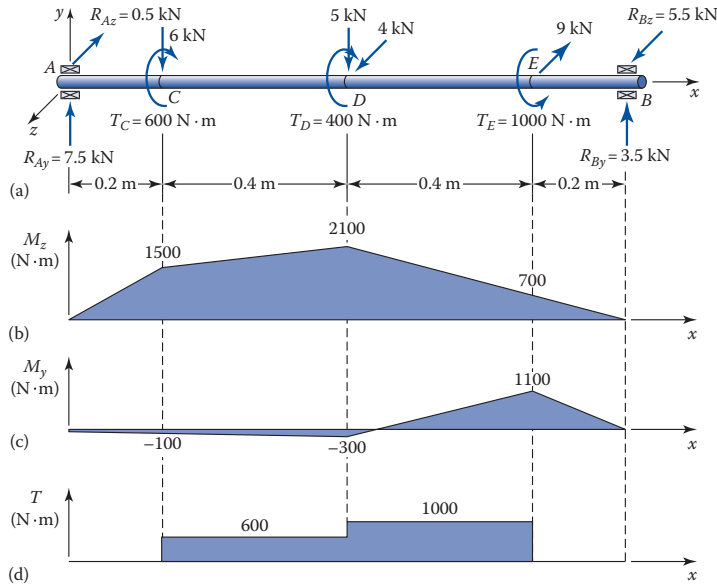 y
R_Az = 0.5 kN
5 kN
9 kN
R_Bz = 5.5 kN
6 kN
4 kN
A
E
C
D
B
x
z
T_C = 600 N · m
T_D = 400 N · m
T_E = 1000 N · m
R_Ay = 7.5 kN
R_By = 3.5 kN
(a)
0.2 m
0.4 m
0.4 m
0.2 m
M_z
(N·m)
1500
2100
700
(b)
x
M_y
(N·m)
1100
−100
−300
(c)
x
T
(N·m)
600
1000
(d)
x